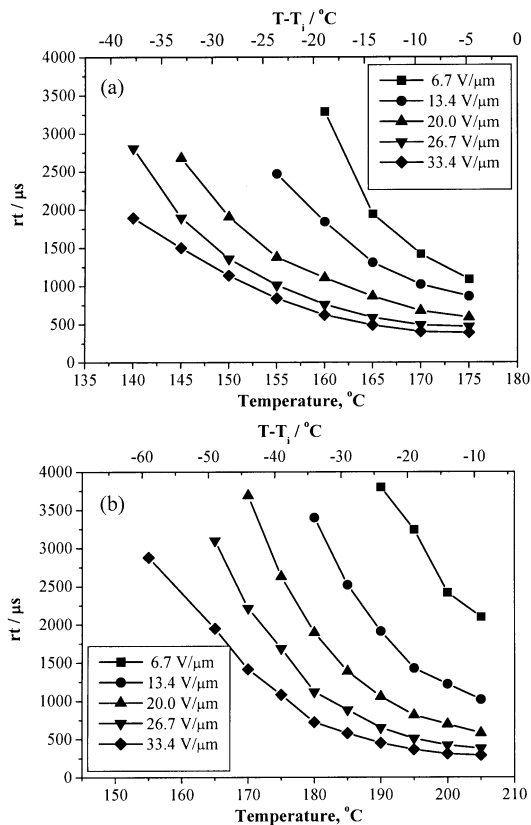 T-Tᵢ / °C
-40 -35 -30 -25 -20 -15 -10 -5 0
(a)
6.7 V/μm
13.4 V/μm
20.0 V/μm
26.7 V/μm
33.4 V/μm
4000
3500
3000
2500
2000
1500
1000
500
0
rt / μs
135 140 145 150 155 160 165 170 175 180
Temperature, °C
T-Tᵢ / °C
-60 -50 -40 -30 -20 -10
(b)
4000
3500
3000
2500
2000
1500
1000
500
0
rt / μs
6.7 V/μm
13.4 V/μm
20.0 V/μm
26.7 V/μm
33.4 V/μm
150 160 170 180 190 200 210
Temperature, °C